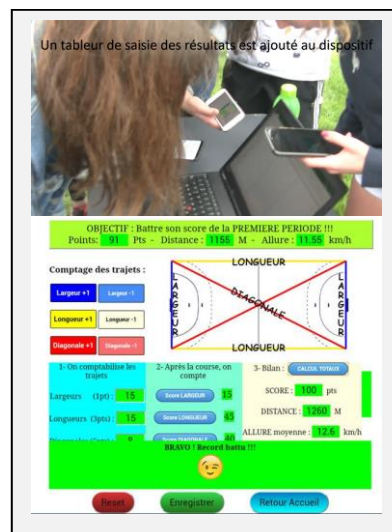 Un tableur de saisie des résultats est ajouté au dispositif
OBJECTIF : Battre son score de la PREMIERE PERIODE !!!
Points: 91 Pts - Distance : 1155 M - Allure : 11.55 km/h
Comptage des trajets :
Largeur +1 Largeur -1
Longueur +1 Longueur -1
Diagonale +1 Diagonale -1
LONGUEUR
LARGEUR
DIAGONALE
LARGEUR
LONGUEUR
1- On comptabilise les trajets
Largeurs (1pt) : 15
Longueurs (3pts) : 15
2- Après la course, on compte
Score LARGEUR 15
Score LONGUEUR 45
Score DIAGONALE 40
3- Bilan : CALCUL TOTAUX
SCORE : 100 pts
DISTANCE : 1260 M
ALLURE moyenne : 12.6 km/h
BRAVO ! Record battu !!!
Reset Enregistrer Retour Accueil